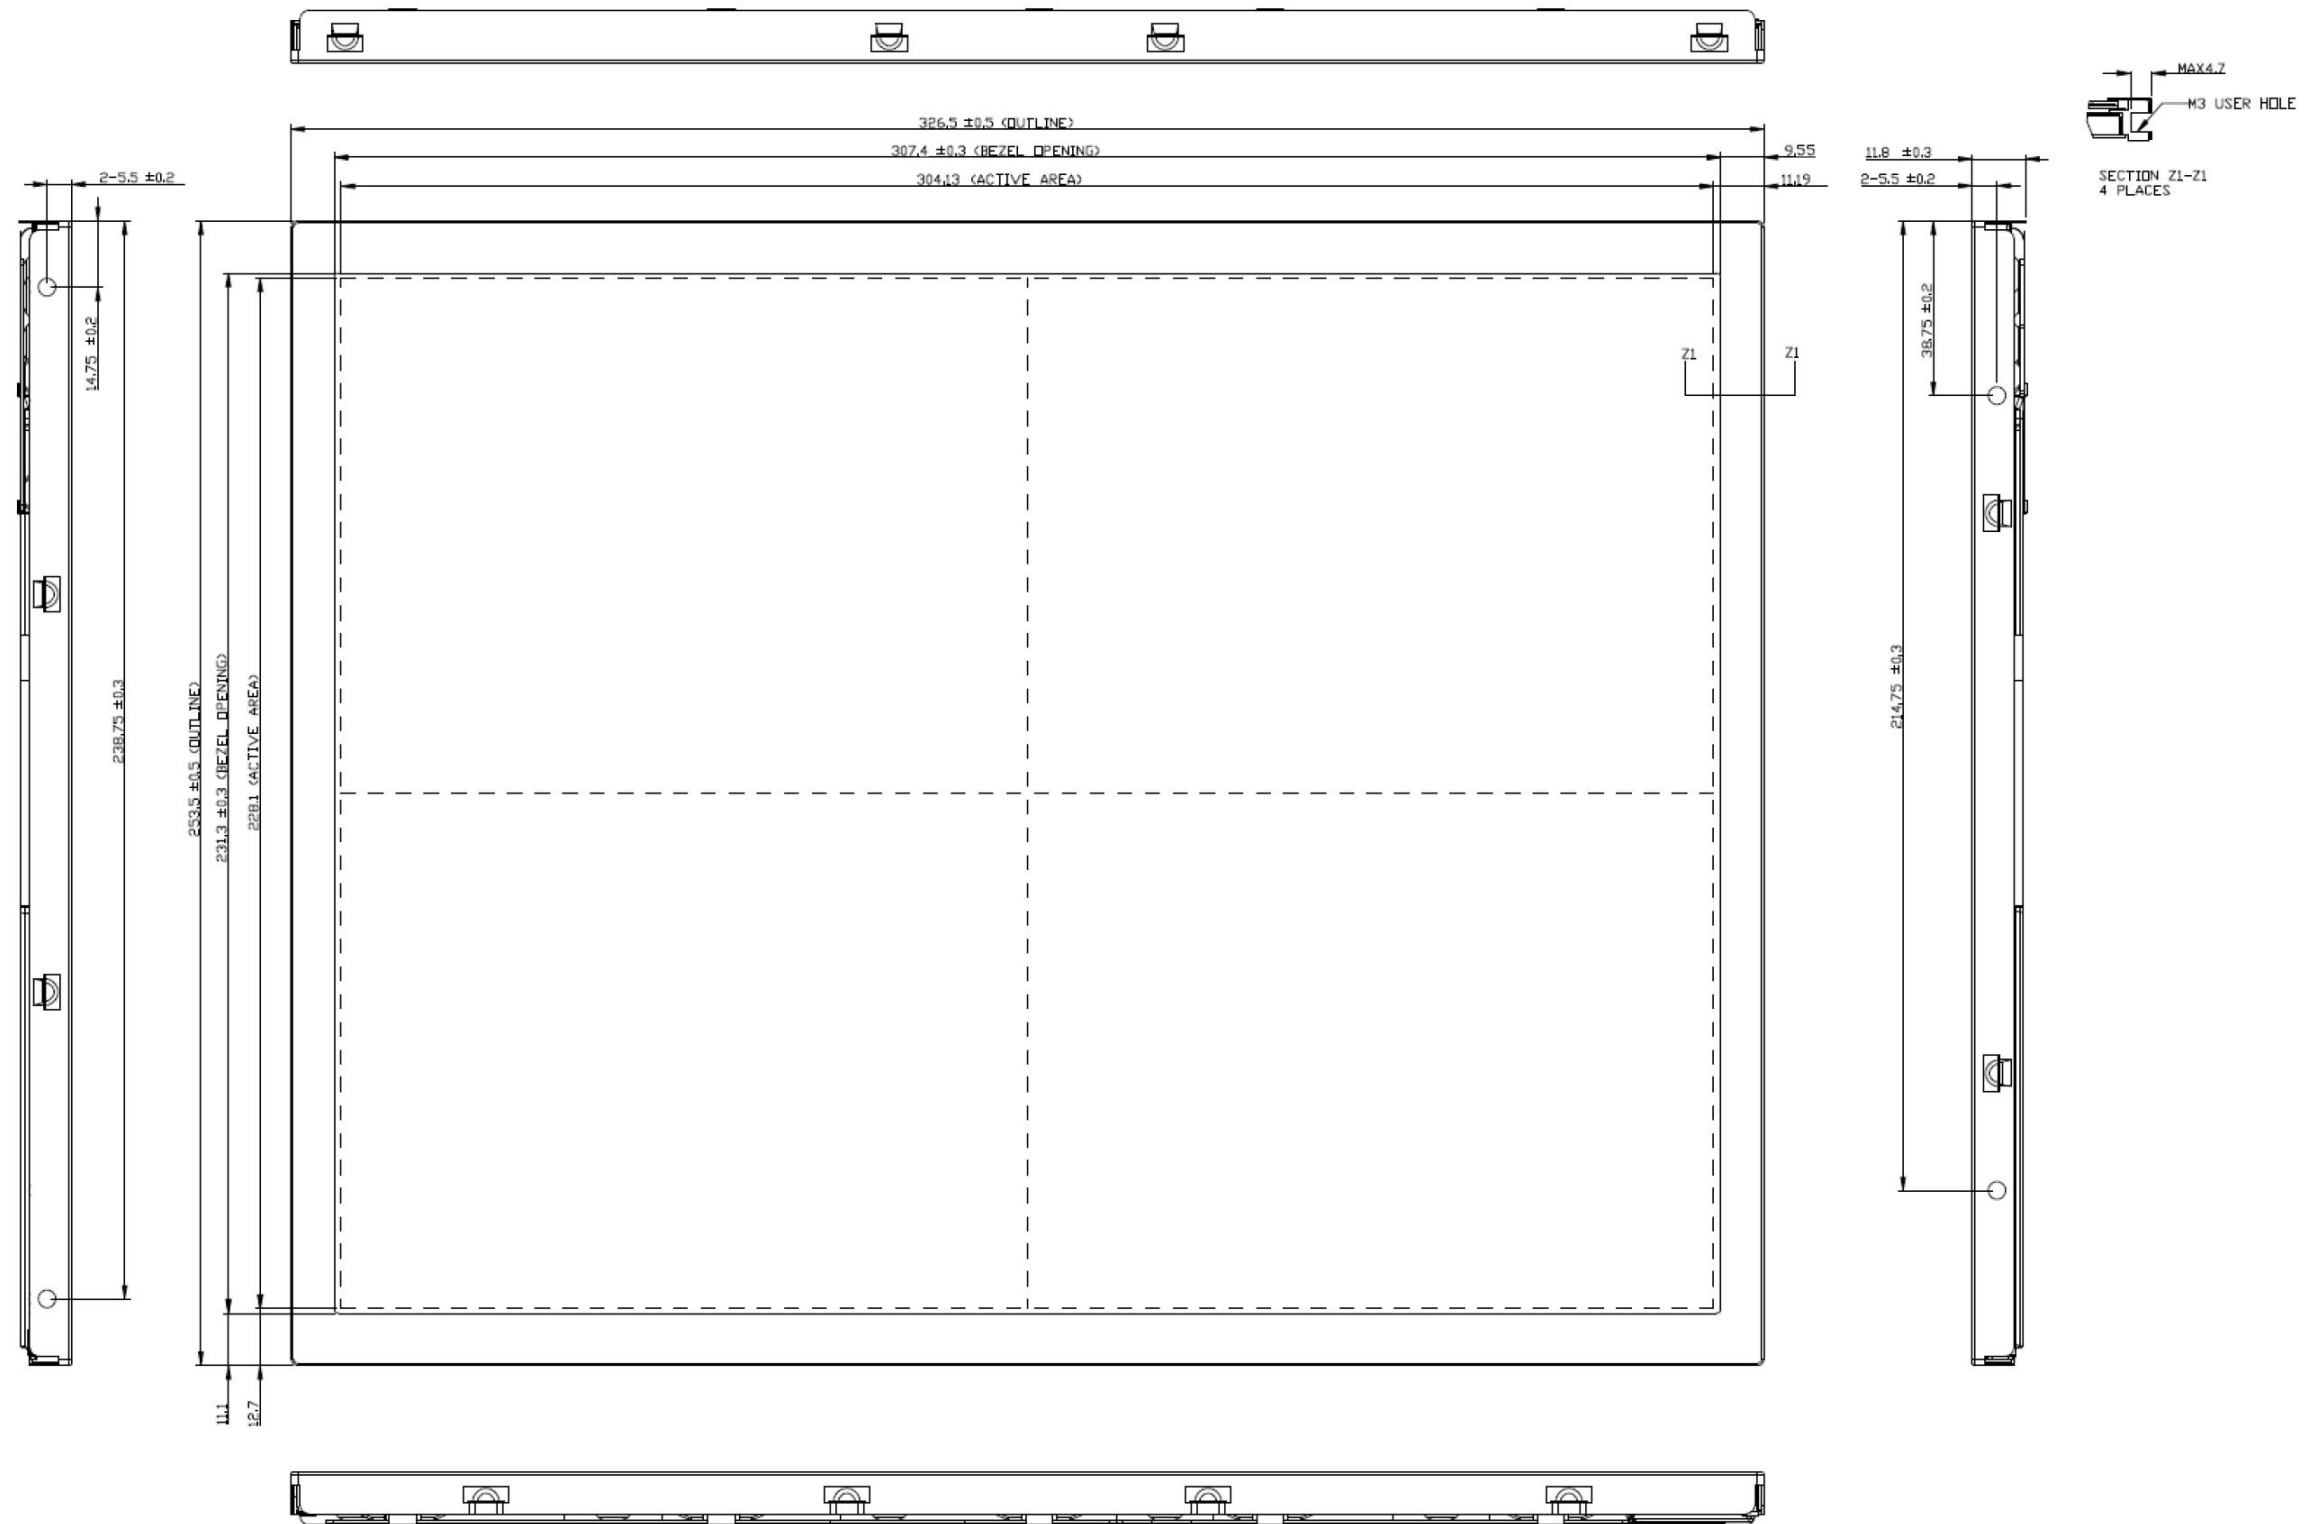 MAX4.7
M3 USER HOLE
SECTION Z1-Z1
4 PLACES
326.5 ±0.5 (OUTLINE)
307.4 ±0.3 (BEZEL OPENING)
9.55
11.8 ±0.3
304.13 (ACTIVE AREA)
11.19
2-5.5 ±0.2
2-5.5 ±0.2
14.75 ±0.2
38.75 ±0.2
Z1
Z1
238.75 ±0.3
253.5 ±0.5 (OUTLINE)
231.3 ±0.3 (BEZEL OPENING)
228.1 (ACTIVE AREA)
214.75 ±0.3
11.1
12.7